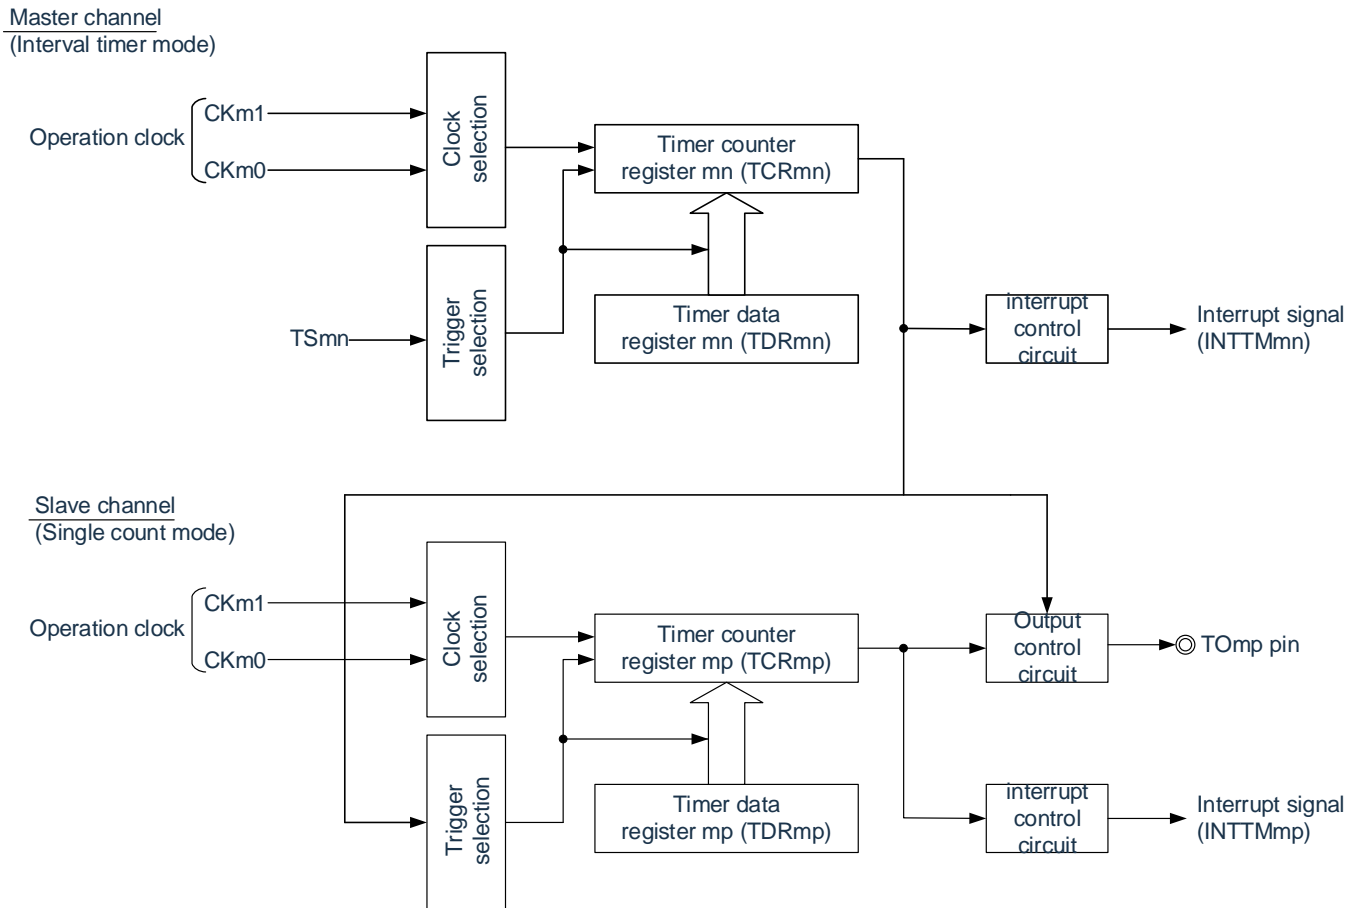 Master channel
(Interval timer mode)
Operation clock
CKm1
CKm0
Clock
selection
Timer counter
register mn (TCRmn)
TSmn
Trigger
selection
Timer data
register mn (TDRmn)
interrupt
control
circuit
Interrupt signal
(INTTMmn)
Slave channel
(Single count mode)
Operation clock
CKm1
CKm0
Clock
selection
Timer counter
register mp (TCRmp)
Output
control
circuit
TOmp pin
Trigger
selection
Timer data
register mp (TDRmp)
interrupt
control
circuit
Interrupt signal
(INTTMmp)